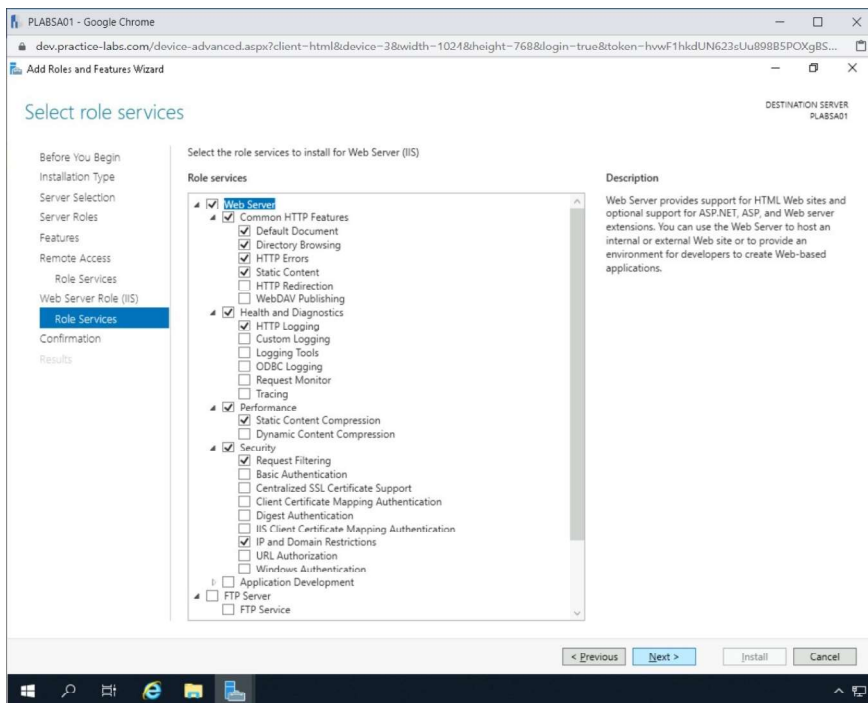 PLABSA01 - Google Chrome
dev.practice-labs.com/device-advanced.aspx?client=html&device=3&width=1024&height=768&login=true&token=hvwF1hkdUN623sUu898B5POXgBS...
Add Roles and Features Wizard
Select role services
DESTINATION SERVER
PLABSA01
Before You Begin
Installation Type
Server Selection
Server Roles
Features
Remote Access
Role Services
Web Server Role (IIS)
Role Services
Confirmation
Results
Select the role services to install for Web Server (IIS)
Role services
Web Server
Common HTTP Features
Default Document
Directory Browsing
HTTP Errors
Static Content
HTTP Redirection
WebDAV Publishing
Health and Diagnostics
HTTP Logging
Custom Logging
Logging Tools
ODBC Logging
Request Monitor
Tracing
Performance
Static Content Compression
Dynamic Content Compression
Security
Request Filtering
Basic Authentication
Centralized SSL Certificate Support
Client Certificate Mapping Authentication
Digest Authentication
IIS Client Certificate Mapping Authentication
IP and Domain Restrictions
URL Authorization
Windows Authentication
Application Development
FTP Server
FTP Service
Description
Web Server provides support for HTML Web sites and
optional support for ASP.NET, ASP, and Web server
extensions. You can use the Web Server to host an
internal or external Web site or to provide an
environment for developers to create Web-based
applications.
< Previous
Next >
Install
Cancel